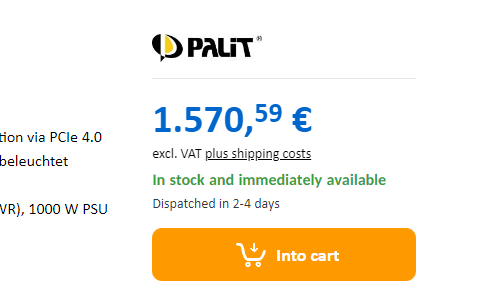 PALiT®
1.570,59 €
tion via PCIe 4.0
excl. VAT plus shipping costs
beleuchtet
In stock and immediately available
Dispatched in 2-4 days
WR), 1000 W PSU
Into cart